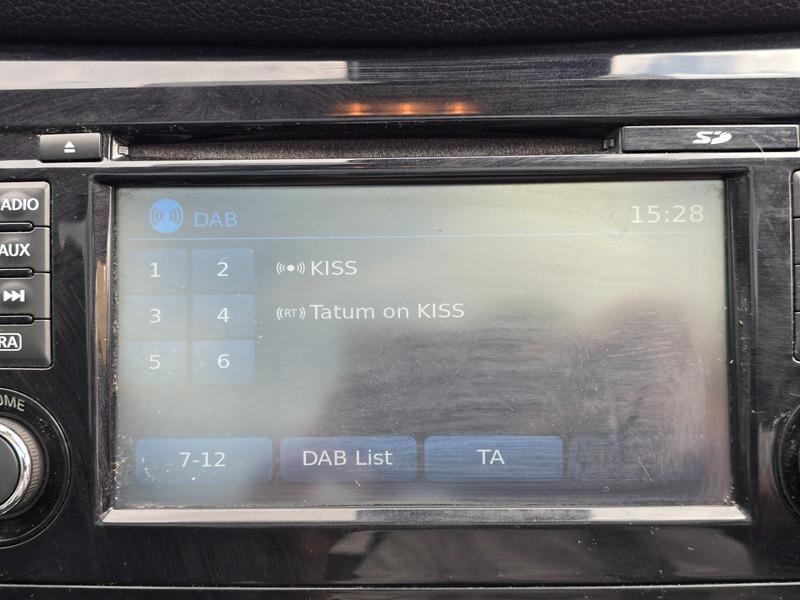 SD
ADIO
DAB
15:28
AUX
1 2 KISS
3 4 (RT) Tatum on KISS
RA
5 6
UME
7-12 DAB List TA